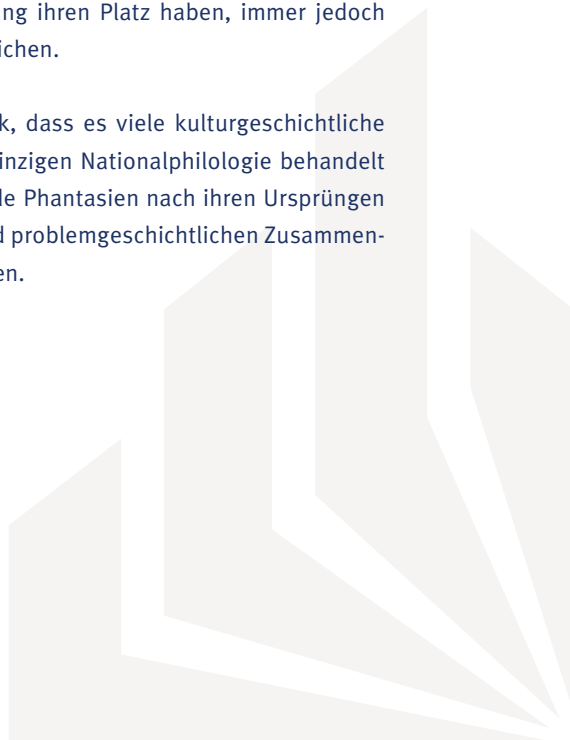 ng ihren Platz haben, immer jedoch
ichen.
k, dass es viele kulturgeschichtliche
inzigen Nationalphilologie behandelt
de Phantasien nach ihren Ursprüngen
d problemgeschichtlichen Zusammen-
en.